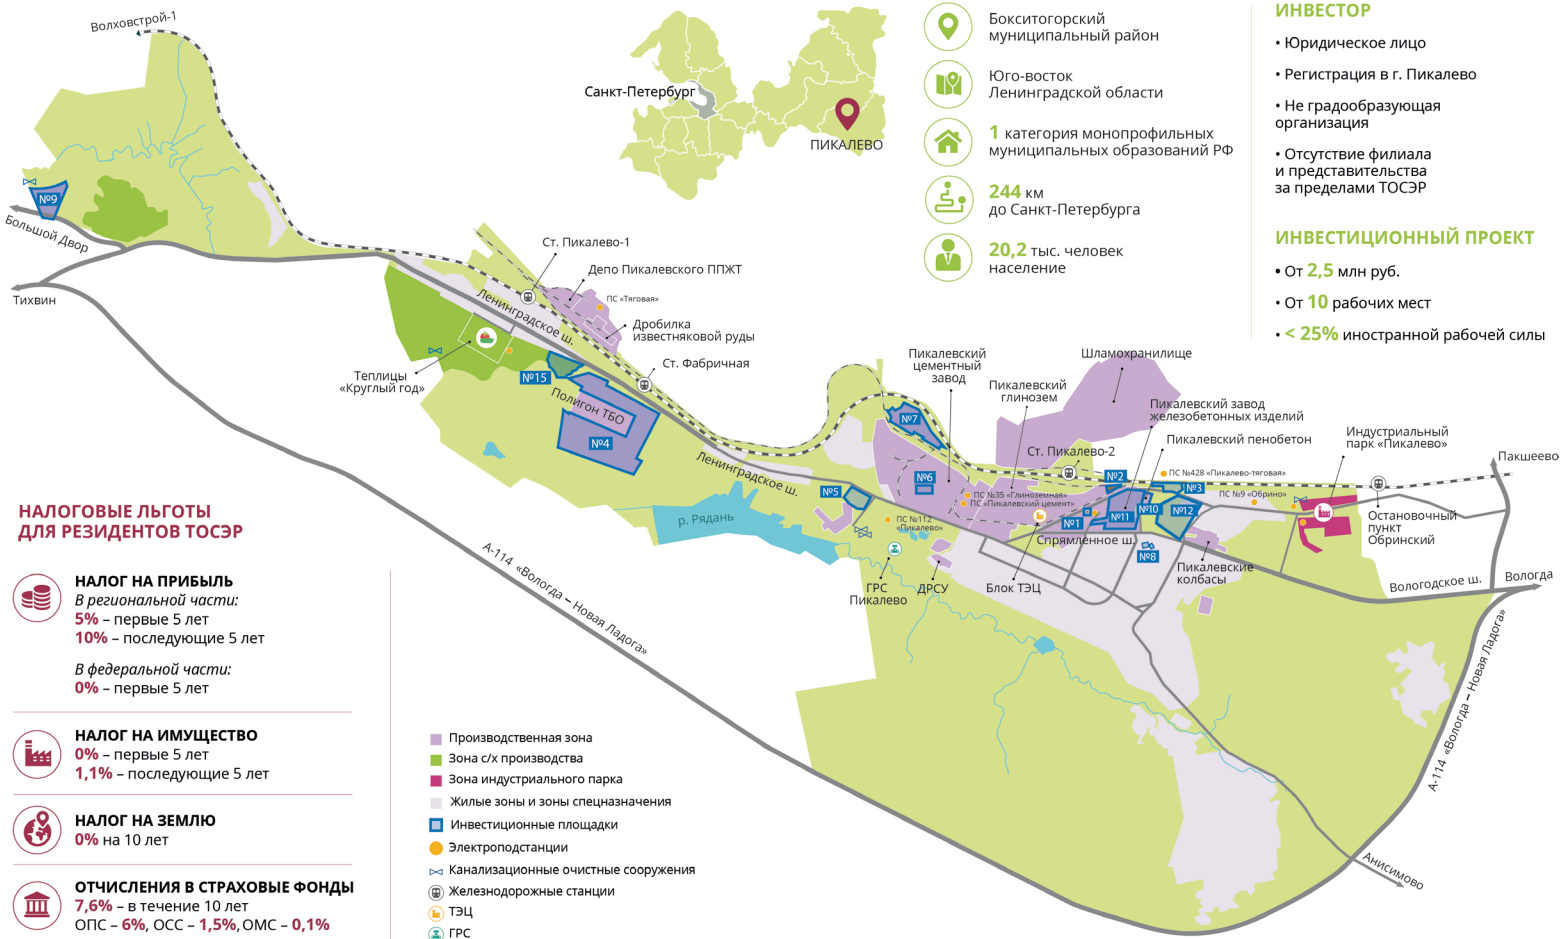 Волховстрой-1
№9
Большой Двор
Тихвин
Санкт-Петербург
ПИКАЛЕВО
Бокситогорский
муниципальный район
Юго-восток
Ленинградской области
1 категория монопрофильных
муниципальных образований РФ
244 км
до Санкт-Петербурга
20,2 тыс. человек
население
ИНВЕСТОР
• Юридическое лицо
• Регистрация в г. Пикалево
• Не градообразующая
организация
• Отсутствие филиала
и представительства
за пределами ТОСЭР
ИНВЕСТИЦИОННЫЙ ПРОЕКТ
• От 2,5 млн руб.
• От 10 рабочих мест
• < 25% иностранной рабочей силы
Ст. Пикалево-1
Депо Пикалевского ППЖТ
ПС «Тяговая»
Ленинградское ш.
Дробилка
известняковой руды
Ст. Фабричная
Теплицы
«Круглый год»
№15
Полигон ТБО
№4
Ленинградское ш.
р. Рядань
№5
№7
№6
Пикалевский
цементный
завод
Пикалевский
глинозем
Шламохранилище
Пикалевский завод
железобетонных изделий
Пикалевский пенобетон
Ст. Пикалево-2
Индустриальный
парк «Пикалево»
Пакшеево
ПС №428 «Пикалево-тяговая»
№2
№3
ПС №35 «Глиноземная»
ПС «Пикалевский цемент»
ПС №9 «Обрино»
№10
№12
№11
№1
ПС №112
«Пикалево»
Спрямленное ш.
№8
Остановочный
пункт
Обринский
Пикалевские
колбасы
ГРС
Пикалево
ДРСУ
Блок ТЭЦ
Вологодское ш.
Вологда
А-114 «Вологда – Новая Ладога»
А-114 «Вологда – Новая Ладога»
Анисимово
НАЛОГОВЫЕ ЛЬГОТЫ
ДЛЯ РЕЗИДЕНТОВ ТОСЭР
НАЛОГ НА ПРИБЫЛЬ
В региональной части:
5% – первые 5 лет
10% – последующие 5 лет
В федеральной части:
0% – первые 5 лет
НАЛОГ НА ИМУЩЕСТВО
0% – первые 5 лет
1,1% – последующие 5 лет
НАЛОГ НА ЗЕМЛЮ
0% на 10 лет
ОТЧИСЛЕНИЯ В СТРАХОВЫЕ ФОНДЫ
7,6% – в течение 10 лет
ОПС – 6%, ОСС – 1,5%, ОМС – 0,1%
Производственная зона
Зона с/х производства
Зона индустриального парка
Жилые зоны и зоны спецназначения
Инвестиционные площадки
Электроподстанции
Канализационные очистные сооружения
Железнодорожные станции
ТЭЦ
ГРС